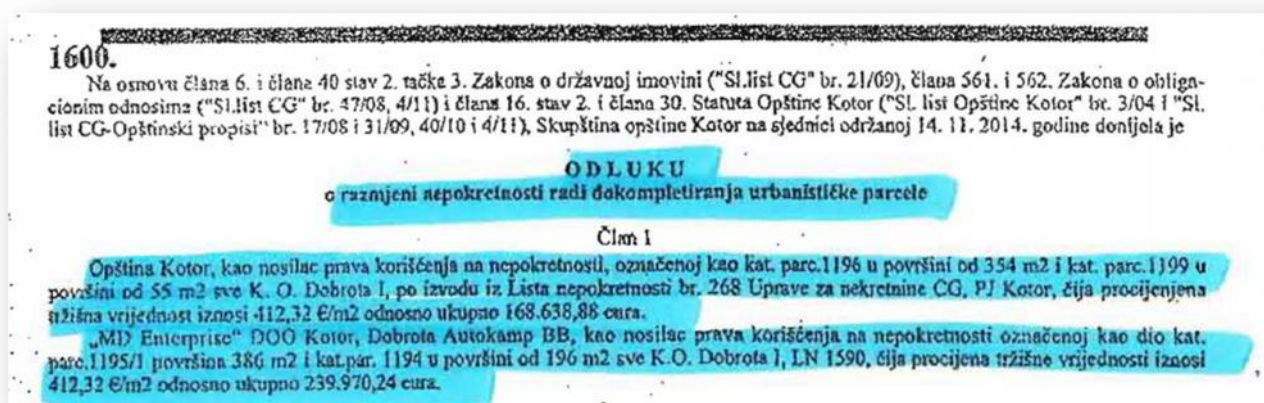 1600.
Na osnovu člana 6. i člana 40 stav 2. tačke 3. Zakona o državnoj imovini ("Sl.list CG" br. 21/09), člana 561. i 562. Zakona o obliga-
cionim odnosima ("Sl.list CG" br. 47/08, 4/11) i člana 16. stav 2. i člana 30. Statuta Opštine Kotor ("Sl. list Opštine Kotor" br. 3/04 i "Sl.
list CG-Opštinski propisi" br. 17/08 i 31/09, 40/10 i 4/11), Skupština opštine Kotor na sjednici održanoj 14. 11. 2014. godine donijela je
ODLUKU
o razmjeni nepokretnosti radi dokompletiranja urbanističke parcele
Član 1
Opština Kotor, kao nosilac prava korišćenja na nepokretnosti, označenoj kao kat. parc.1196 u površini od 354 m2 i kat. parc.1199 u
površini od 55 m2 sve K. O. Dobrota I, po izvodu iz Lista nepokretnosti br. 268 Uprave za nekretnine CG, PJ Kotor, čija procijenjena
tržišna vrijednost iznosi 412,32 €/m2 odnosno ukupno 168.638,88 eura.
„MD Enterprise" DOO Kotor, Dobrota Autokamp BB, kao nosilac prava korišćenja na nepokretnosti označenoj kao dio kat.
parc.1195/1 površina 386 m2 i kat.par. 1194 u površini od 196 m2 sve K.O. Dobrota I, LN 1590, čija procijena tržišne vrijednosti iznosi
412,32 €/m2 odnosno ukupno 239.970,24 eura.